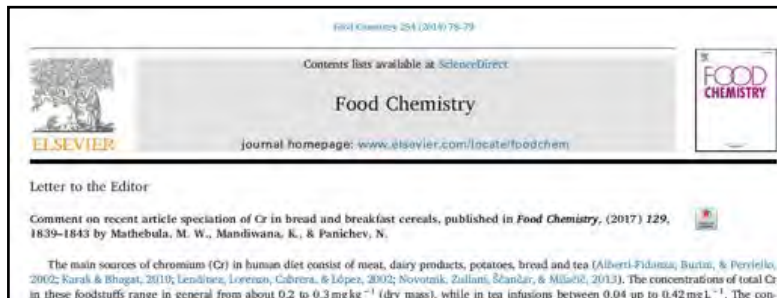 Food Chemistry 254 (2018) 78–79
Contents lists available at ScienceDirect
Food Chemistry
journal homepage: www.elsevier.com/locate/foodchem
ELSEVIER
FOOD
CHEMISTRY
Letter to the Editor
Comment on recent article speciation of Cr in bread and breakfast cereals, published in Food Chemistry, (2017) 129,
1839–1843 by Mathebula, M. W., Mandiwana, K., & Panichev, N.
The main sources of chromium (Cr) in human diet consist of meat, dairy products, potatoes, bread and tea (Alberti-Fidanza, Burini, & Perriello,
2002; Karak & Bhagat, 2010; Lendinez, Lorenzo, Cabrera, & López, 2002; Novotnik, Zuliani, Ščančar, & Milačič, 2013). The concentrations of total Cr
in these foodstuffs range in general from about 0.2 to 0.3 mg kg⁻¹ (dry mass), while in tea infusions between 0.04 up to 0.42 mg L⁻¹. The